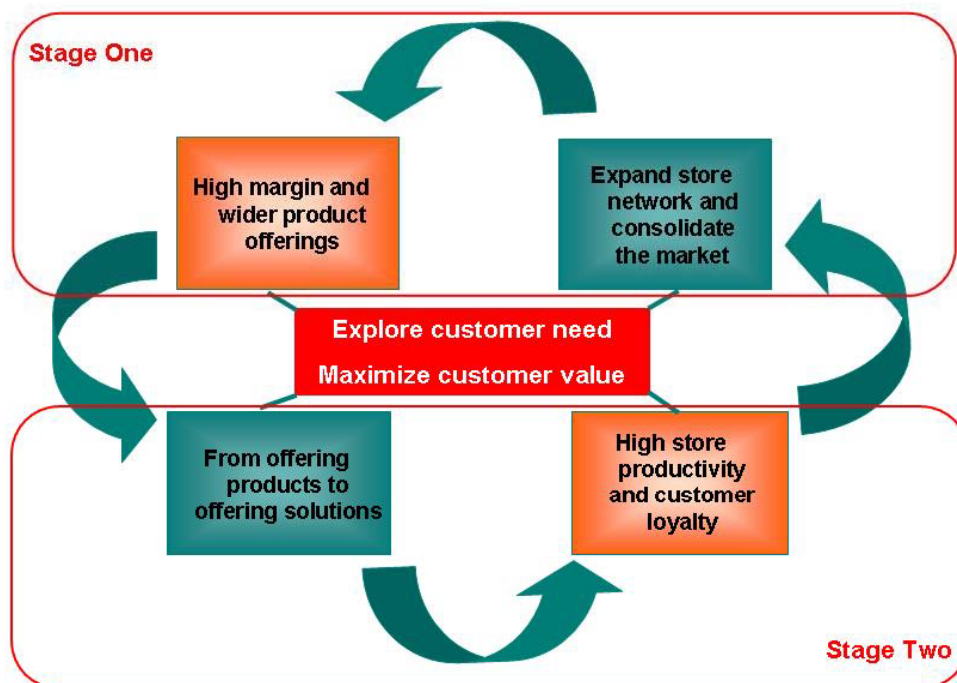 Stage One
High margin and
wider product
offerings
Expand store
network and
consolidate
the market
Explore customer need
Maximize customer value
From offering
products to
offering solutions
High store
productivity
and customer
loyalty
Stage Two